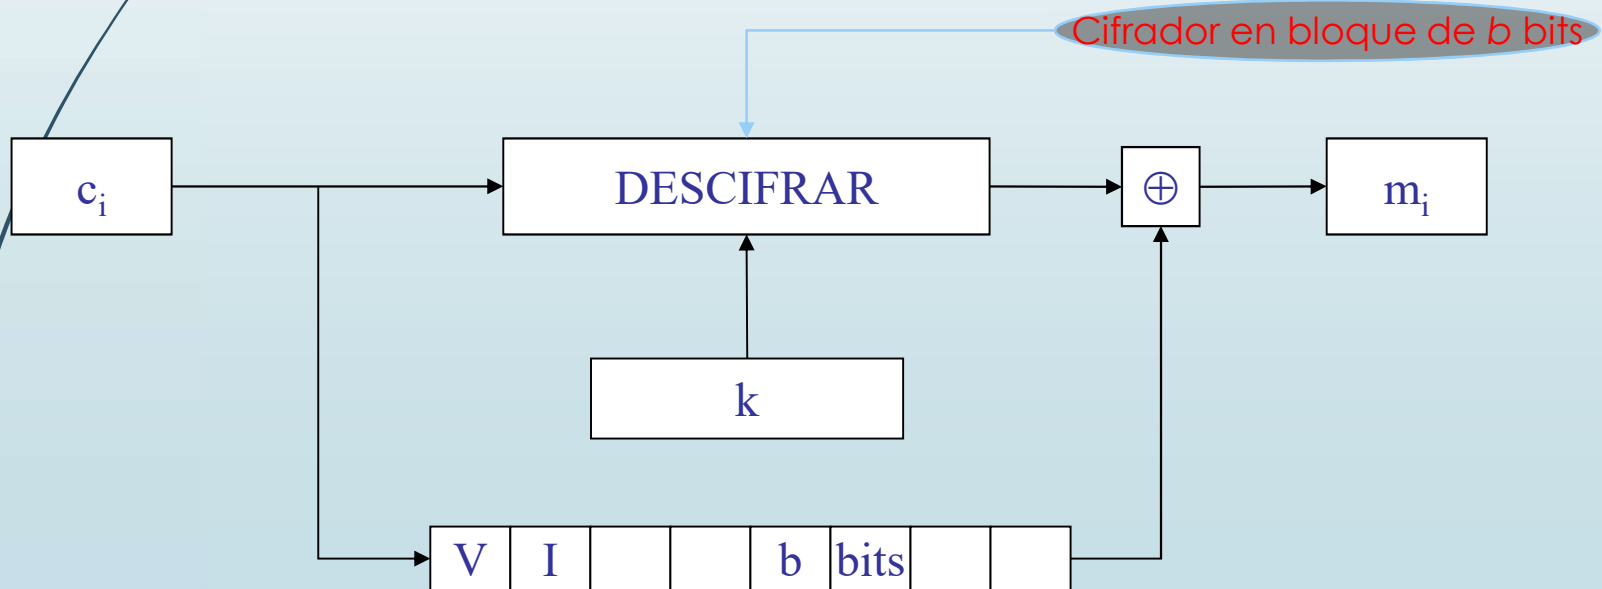 Cifrador en bloque de b bits
cᵢ
DESCIFRAR
⊕
mᵢ
k
V I b bits